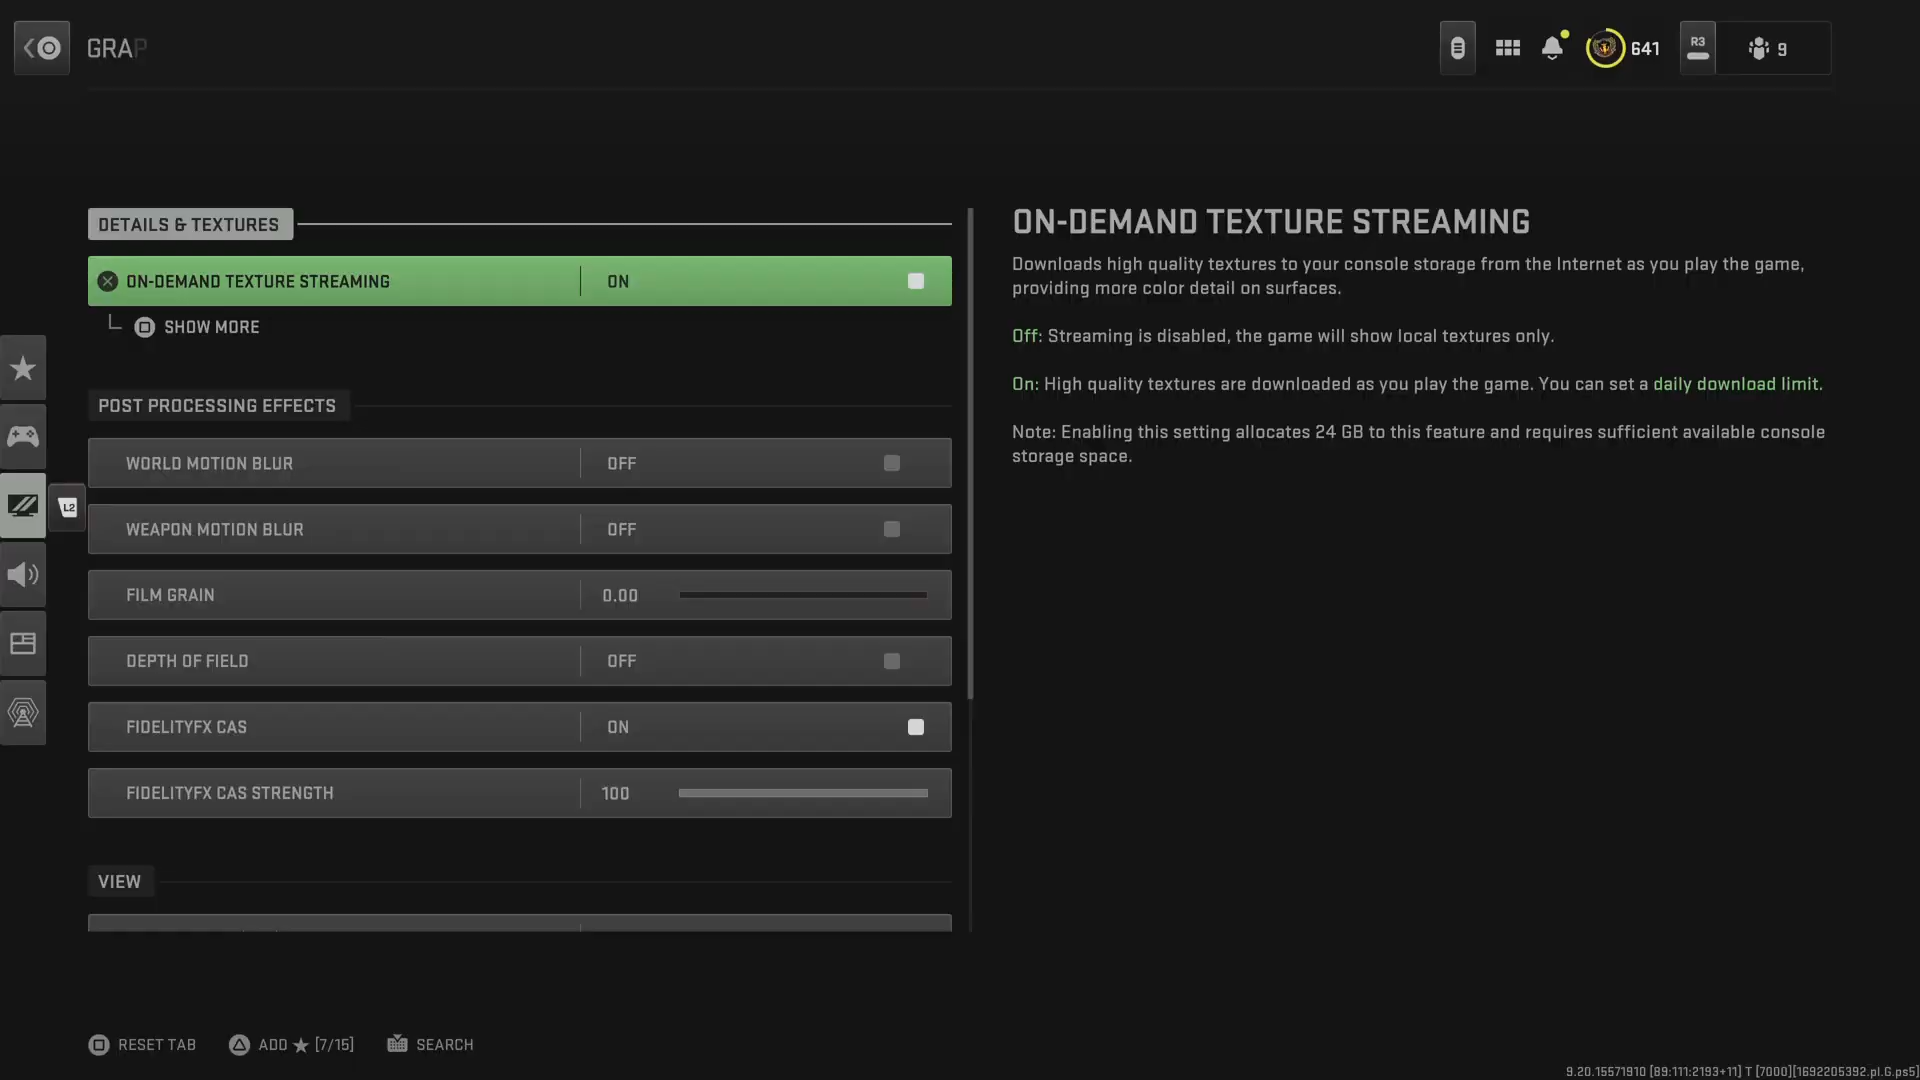 GRAP
641
R3
9
DETAILS & TEXTURES
ON-DEMAND TEXTURE STREAMING
ON
SHOW MORE
POST PROCESSING EFFECTS
WORLD MOTION BLUR
OFF
L2
WEAPON MOTION BLUR
OFF
FILM GRAIN
0.00
DEPTH OF FIELD
OFF
FIDELITYFX CAS
ON
FIDELITYFX CAS STRENGTH
100
VIEW
ON-DEMAND TEXTURE STREAMING
Downloads high quality textures to your console storage from the Internet as you play the game,
providing more color detail on surfaces.
Off: Streaming is disabled, the game will show local textures only.
On: High quality textures are downloaded as you play the game. You can set a daily download limit.
Note: Enabling this setting allocates 24 GB to this feature and requires sufficient available console
storage space.
RESET TAB
ADD ★ [7/15]
SEARCH
9.20.15571910 [89:111:2193+11] T [7000][1692205392.pl.G.ps5]